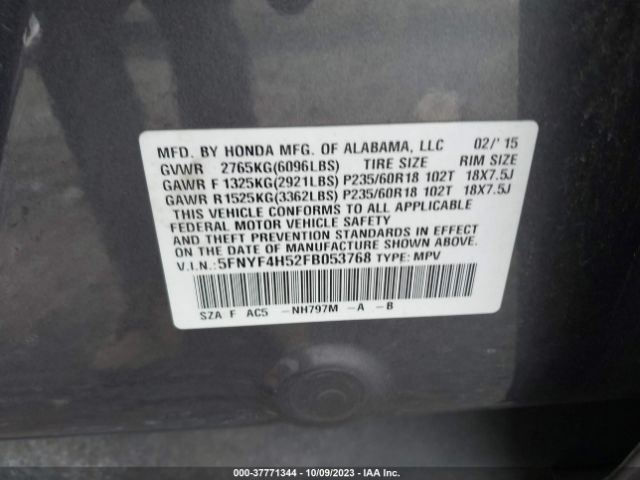 MFD. BY HONDA MFG. OF ALABAMA, LLC 02/'15
GVWR 2765KG(6096LBS) TIRE SIZE RIM SIZE
GAWR F 1325KG(2921LBS) P235/60R18 102T 18X7.5J
GAWR R 1525KG(3362LBS) P235/60R18 102T 18X7.5J
THIS VEHICLE CONFORMS TO ALL APPLICABLE
FEDERAL MOTOR VEHICLE SAFETY
AND THEFT PREVENTION STANDARDS IN EFFECT
ON THE DATE OF MANUFACTURE SHOWN ABOVE.
V.I.N.:5FNYF4H52FB053768 TYPE: MPV
SZA F AC5 -NH797M -A -B
000-37771344 | 10/09/2023 | IAA Inc.